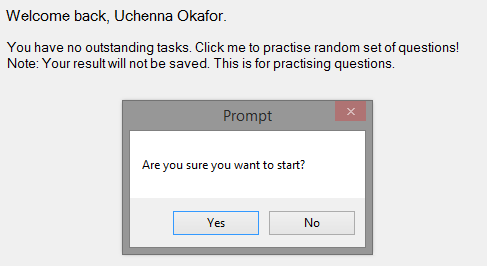 Welcome back, Uchenna Okafor.
You have no outstanding tasks. Click me to practise random set of questions!
Note: Your result will not be saved. This is for practising questions.
Prompt
Are you sure you want to start?
Yes No